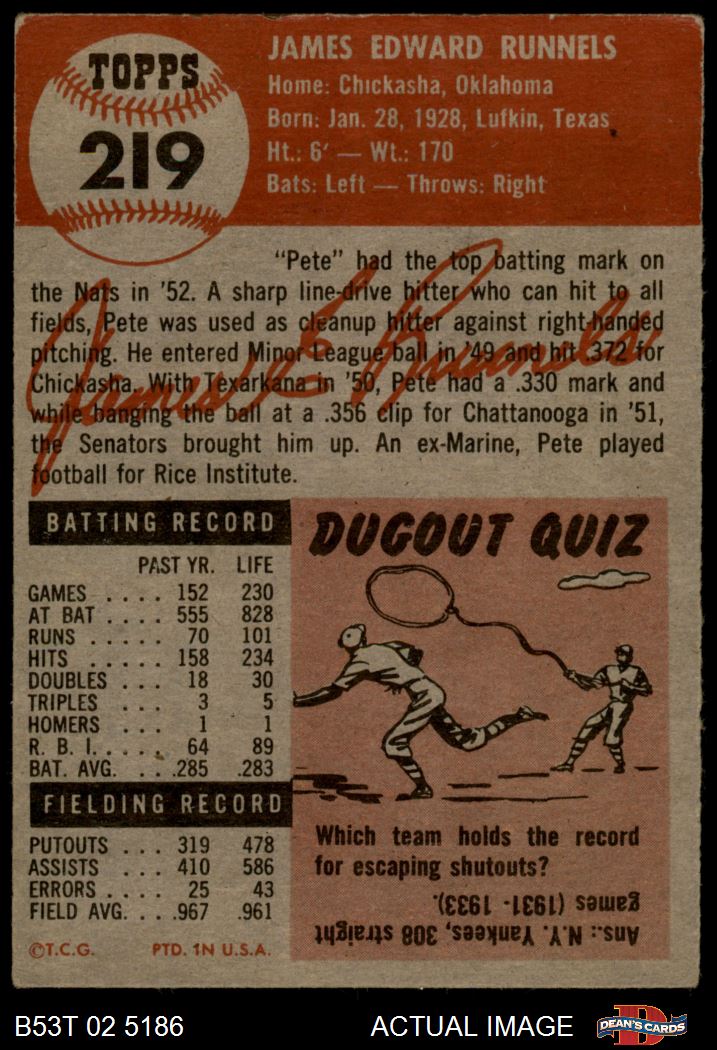 TOPPS
219
JAMES EDWARD RUNNELS
Home: Chickasha, Oklahoma
Born: Jan. 28, 1928, Lufkin, Texas
Ht.: 6' — Wt.: 170
Bats: Left — Throws: Right
"Pete" had the top batting mark on
the Nats in '52. A sharp line-drive hitter who can hit to all
fields, Pete was used as cleanup hitter against right-handed
pitching. He entered Minor League ball in '49 and hit .372 for
Chickasha. With Texarkana in '50, Pete had a .330 mark and
while banging the ball at a .356 clip for Chattanooga in '51,
the Senators brought him up. An ex-Marine, Pete played
football for Rice Institute.
James E Runnels
BATTING RECORD
PAST YR. LIFE
GAMES .... 152 230
AT BAT .... 555 828
RUNS ..... 70 101
HITS ..... 158 234
DOUBLES ... 18 30
TRIPLES ... 3 5
HOMERS ... 1 1
R. B. I. .... 64 89
BAT. AVG. ... .285 .283
FIELDING RECORD
PUTOUTS ... 319 478
ASSISTS ... 410 586
ERRORS .... 25 43
FIELD AVG. .. .967 .961
©T.C.G. PTD. IN U.S.A.
DUGOUT QUIZ
Which team holds the record
for escaping shutouts?
Ans.: N.Y. Yankees, 308 straight
games (1931 - 1933).
B53T 02 5186 ACTUAL IMAGE
D
DEAN'S CARDS